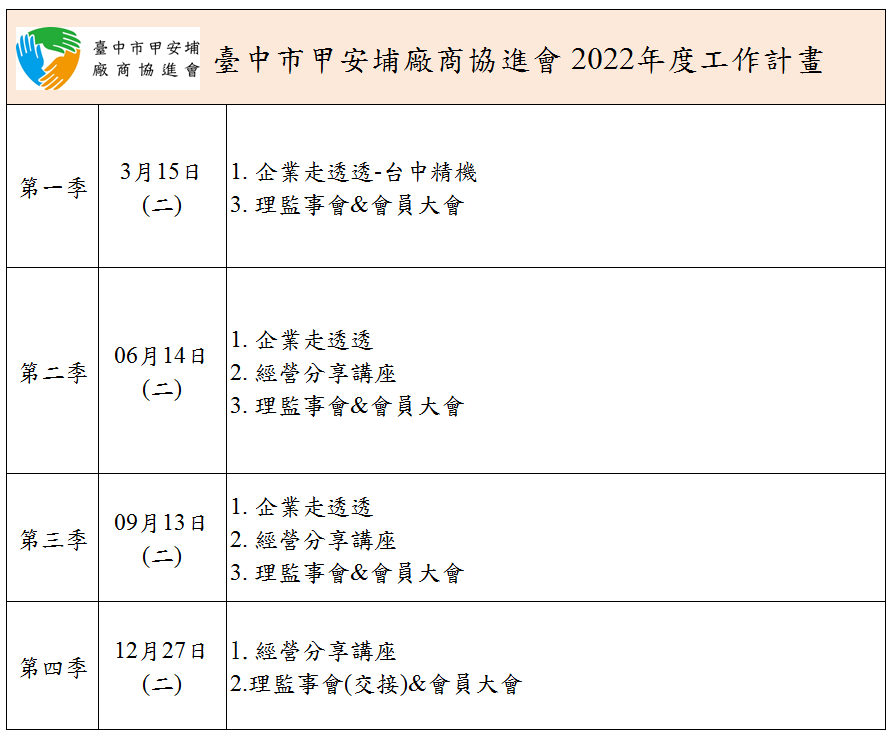 臺中市甲安埔
廠商協進會
臺中市甲安埔廠商協進會 2022年度工作計畫
第一季
3月15日
(二)
1. 企業走透透-台中精機
3. 理監事會&會員大會
第二季
06月14日
(二)
1. 企業走透透
2. 經營分享講座
3. 理監事會&會員大會
第三季
09月13日
(二)
1. 企業走透透
2. 經營分享講座
3. 理監事會&會員大會
第四季
12月27日
(二)
1. 經營分享講座
2.理監事會(交接)&會員大會